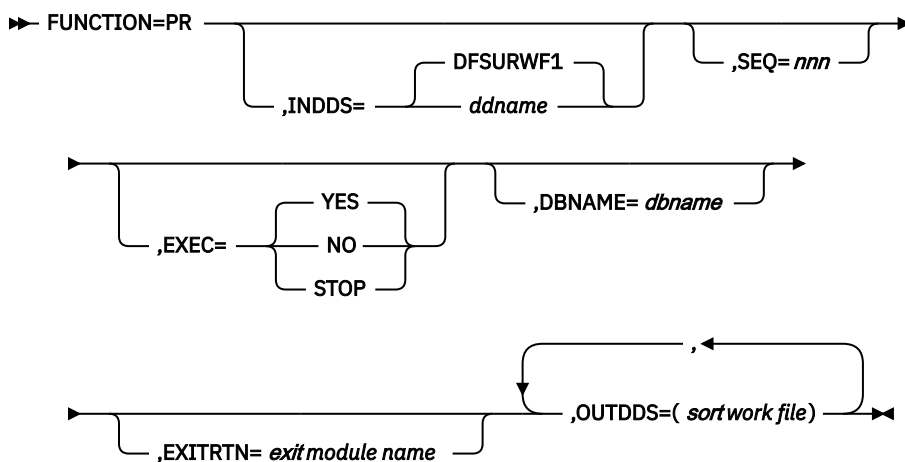 FUNCTION=PR
DFSURWF1
,INDDS= ddname
,SEQ= nnn
YES
,EXEC= NO
STOP
,DBNAME= dbname
,
,OUTDDS=( sort work file)
,EXITRTN= exit module name